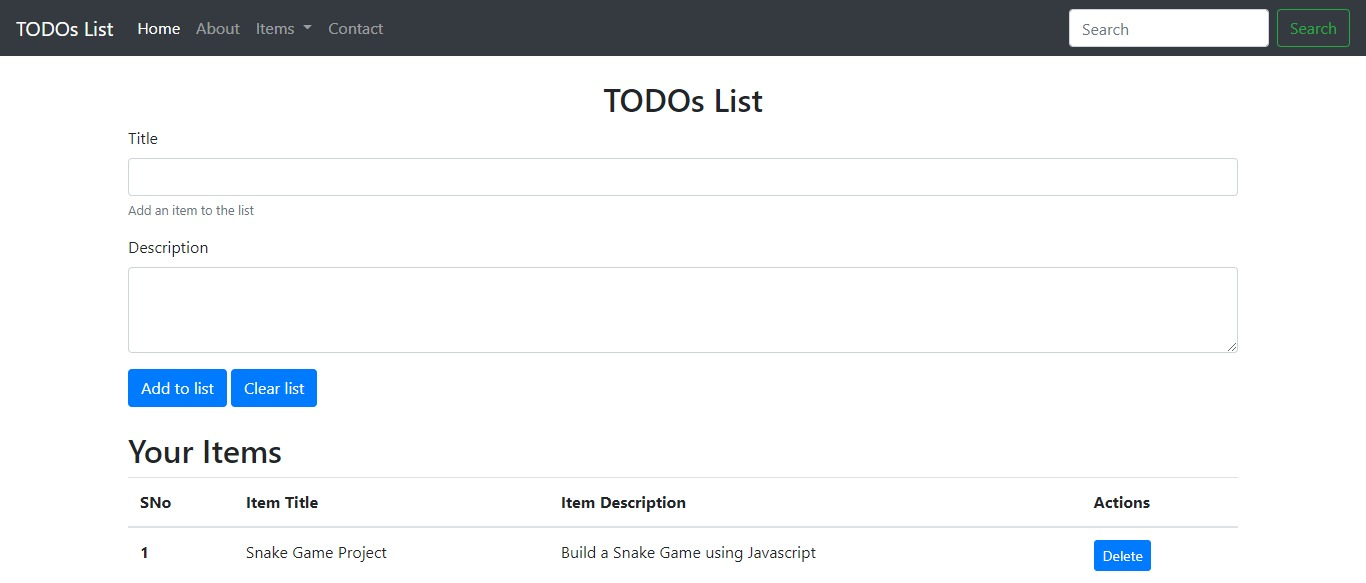 TODOs List Home About Items Contact Search Search
TODOs List
Title
Add an item to the list
Description
Add to list Clear list
Your Items
SNo Item Title Item Description Actions
1 Snake Game Project Build a Snake Game using Javascript Delete